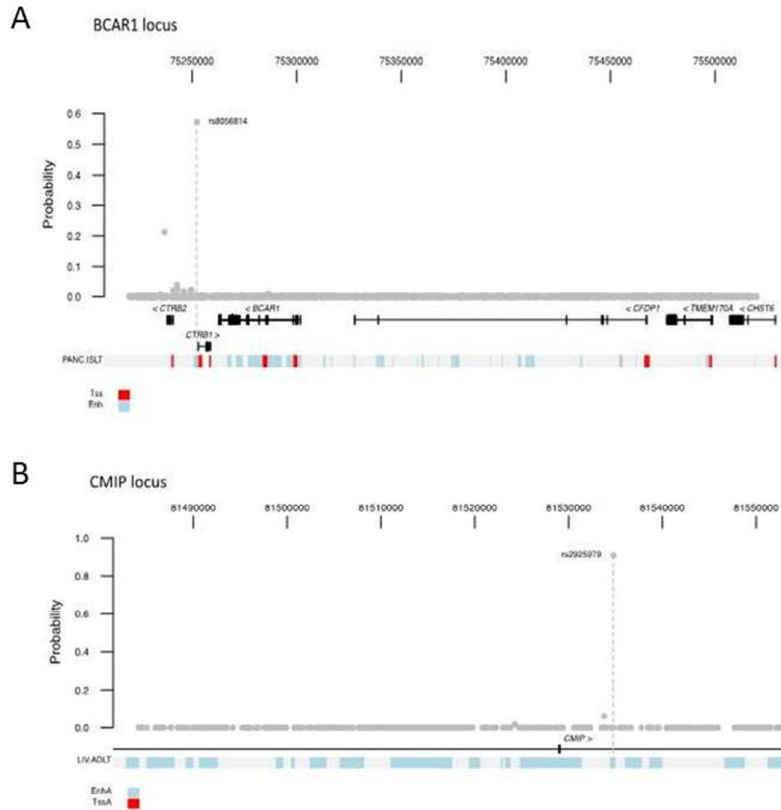 A
BCAR1 locus
75250000 75300000 75350000 75400000 75450000 75500000
0.6
rs8056814
0.5
0.4
Probability
0.3
0.2
0.1
0.0
< CTRB2 < BCAR1 < CFDP1 < TMEM170A < CHST6
CTRB1 >
PANC.ISLT
Tss
Enh
B
CMIP locus
81490000 81500000 81510000 81520000 81530000 81540000 81550000
1.0
rs2925979
0.8
0.6
Probability
0.4
0.2
0.0
CMIP >
LIV.ADLT
EnhA
TssA